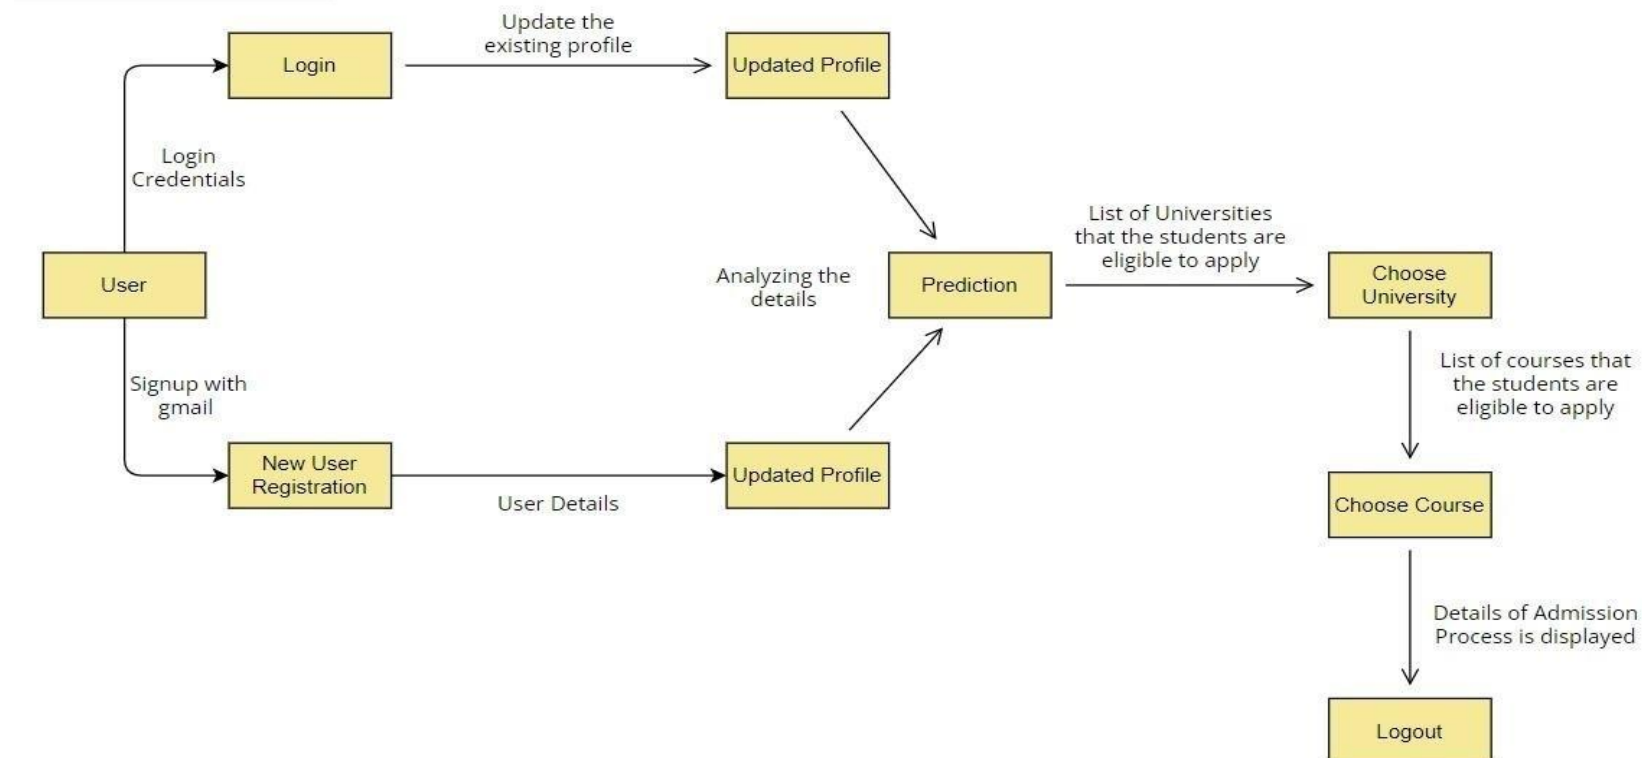 Update the
existing profile
Login
Updated Profile
Login
Credentials
List of Universities
that the students are
eligible to apply
User
Analyzing the
details
Prediction
Choose
University
Signup with
gmail
List of courses that
the students are
eligible to apply
New User
Registration
User Details
Updated Profile
Choose Course
Details of Admission
Process is displayed
Logout